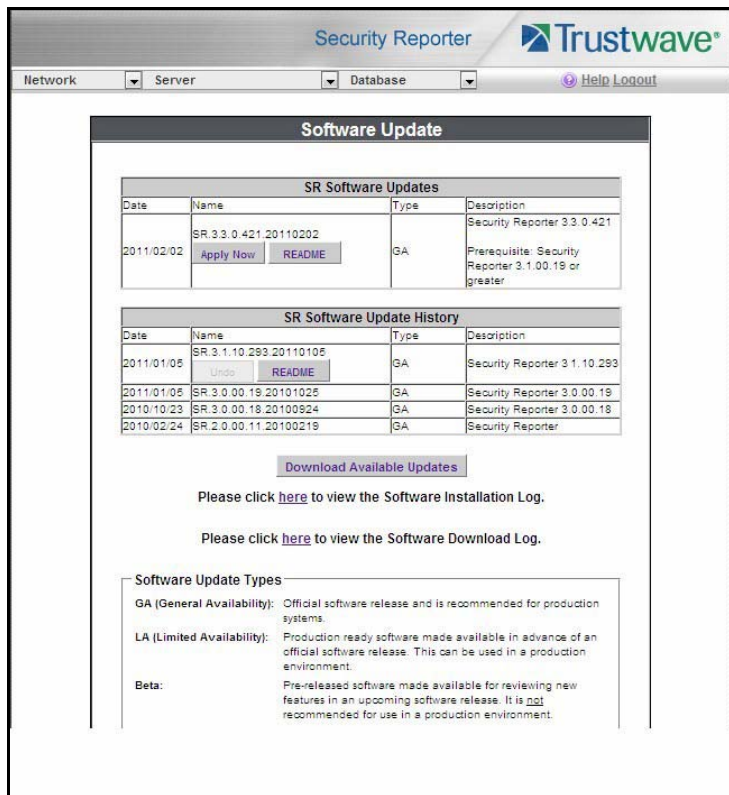 Security Reporter
Trustwave®
Network
Server
Database
Help Logout
Software Update
SR Software Updates
Date Name Type Description
2011/02/02 SR.3.3.0.421.20110202 GA Security Reporter 3.3.0.421
Apply Now README
Prerequisite: Security
Reporter 3.1.00.19 or
greater
SR Software Update History
Date Name Type Description
2011/01/05 SR.3.1.10.293.20110105 GA Security Reporter 3 1.10.293
Undo README
2011/01/05 SR.3.0.00.19.20101025 GA Security Reporter 3.0.00.19
2010/10/23 SR.3.0.00.18.20100924 GA Security Reporter 3.0.00.18
2010/02/24 SR.2.0.00.11.20100219 GA Security Reporter
Download Available Updates
Please click here to view the Software Installation Log.
Please click here to view the Software Download Log.
Software Update Types
GA (General Availability): Official software release and is recommended for production
systems.
LA (Limited Availability): Production ready software made available in advance of an
official software release. This can be used in a production
environment.
Beta: Pre-released software made available for reviewing new
features in an upcoming software release. It is not
recommended for use in a production environment.